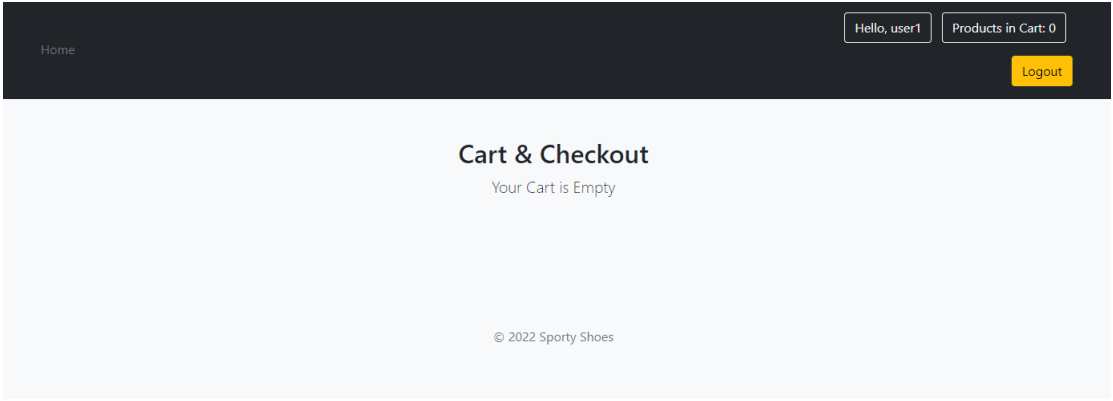 Home
Hello, user1
Products in Cart: 0
Logout
Cart & Checkout
Your Cart is Empty
© 2022 Sporty Shoes